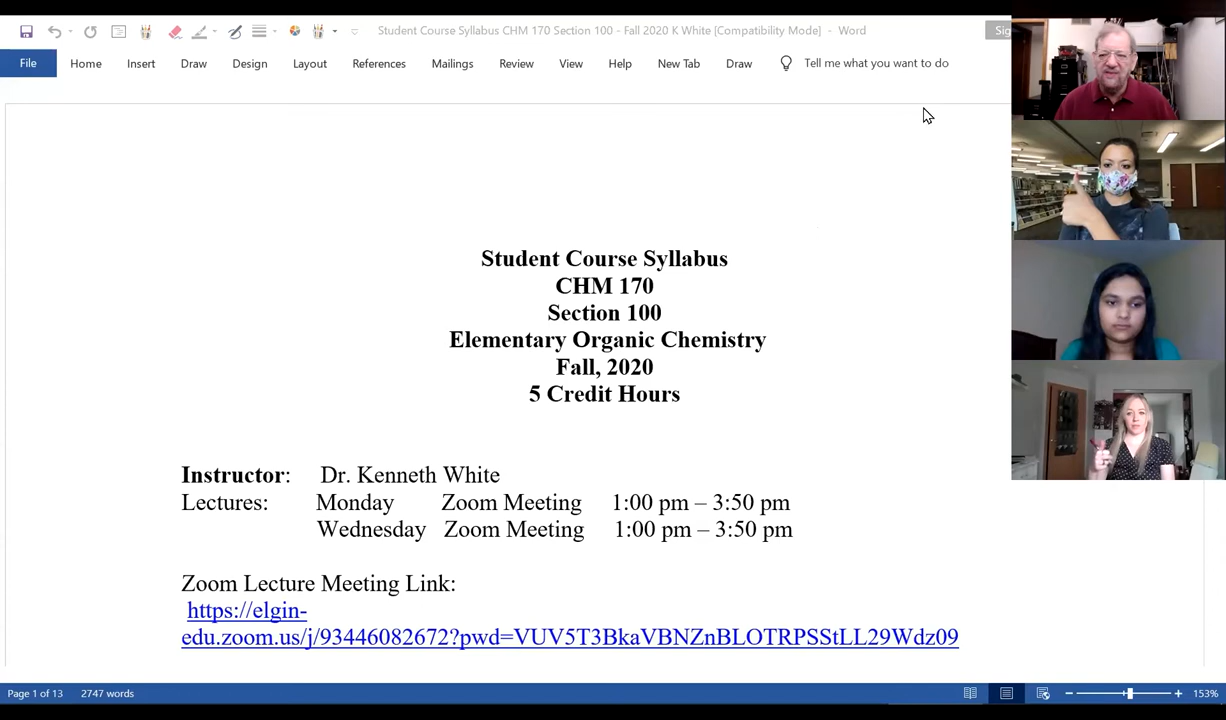 Student Course Syllabus CHM 170 Section 100 - Fall 2020 K White [Compatibility Mode] - Word
File Home Insert Draw Design Layout References Mailings Review View Help New Tab Draw Tell me what you want to do
Student Course Syllabus
CHM 170
Section 100
Elementary Organic Chemistry
Fall, 2020
5 Credit Hours
Instructor: Dr. Kenneth White
Lectures: Monday Zoom Meeting 1:00 pm – 3:50 pm
Wednesday Zoom Meeting 1:00 pm – 3:50 pm
Zoom Lecture Meeting Link:
https://elgin-
edu.zoom.us/j/93446082672?pwd=VUV5T3BkaVBNZnBLOTRPSStLL29Wdz09
Page 1 of 13 2747 words 153%